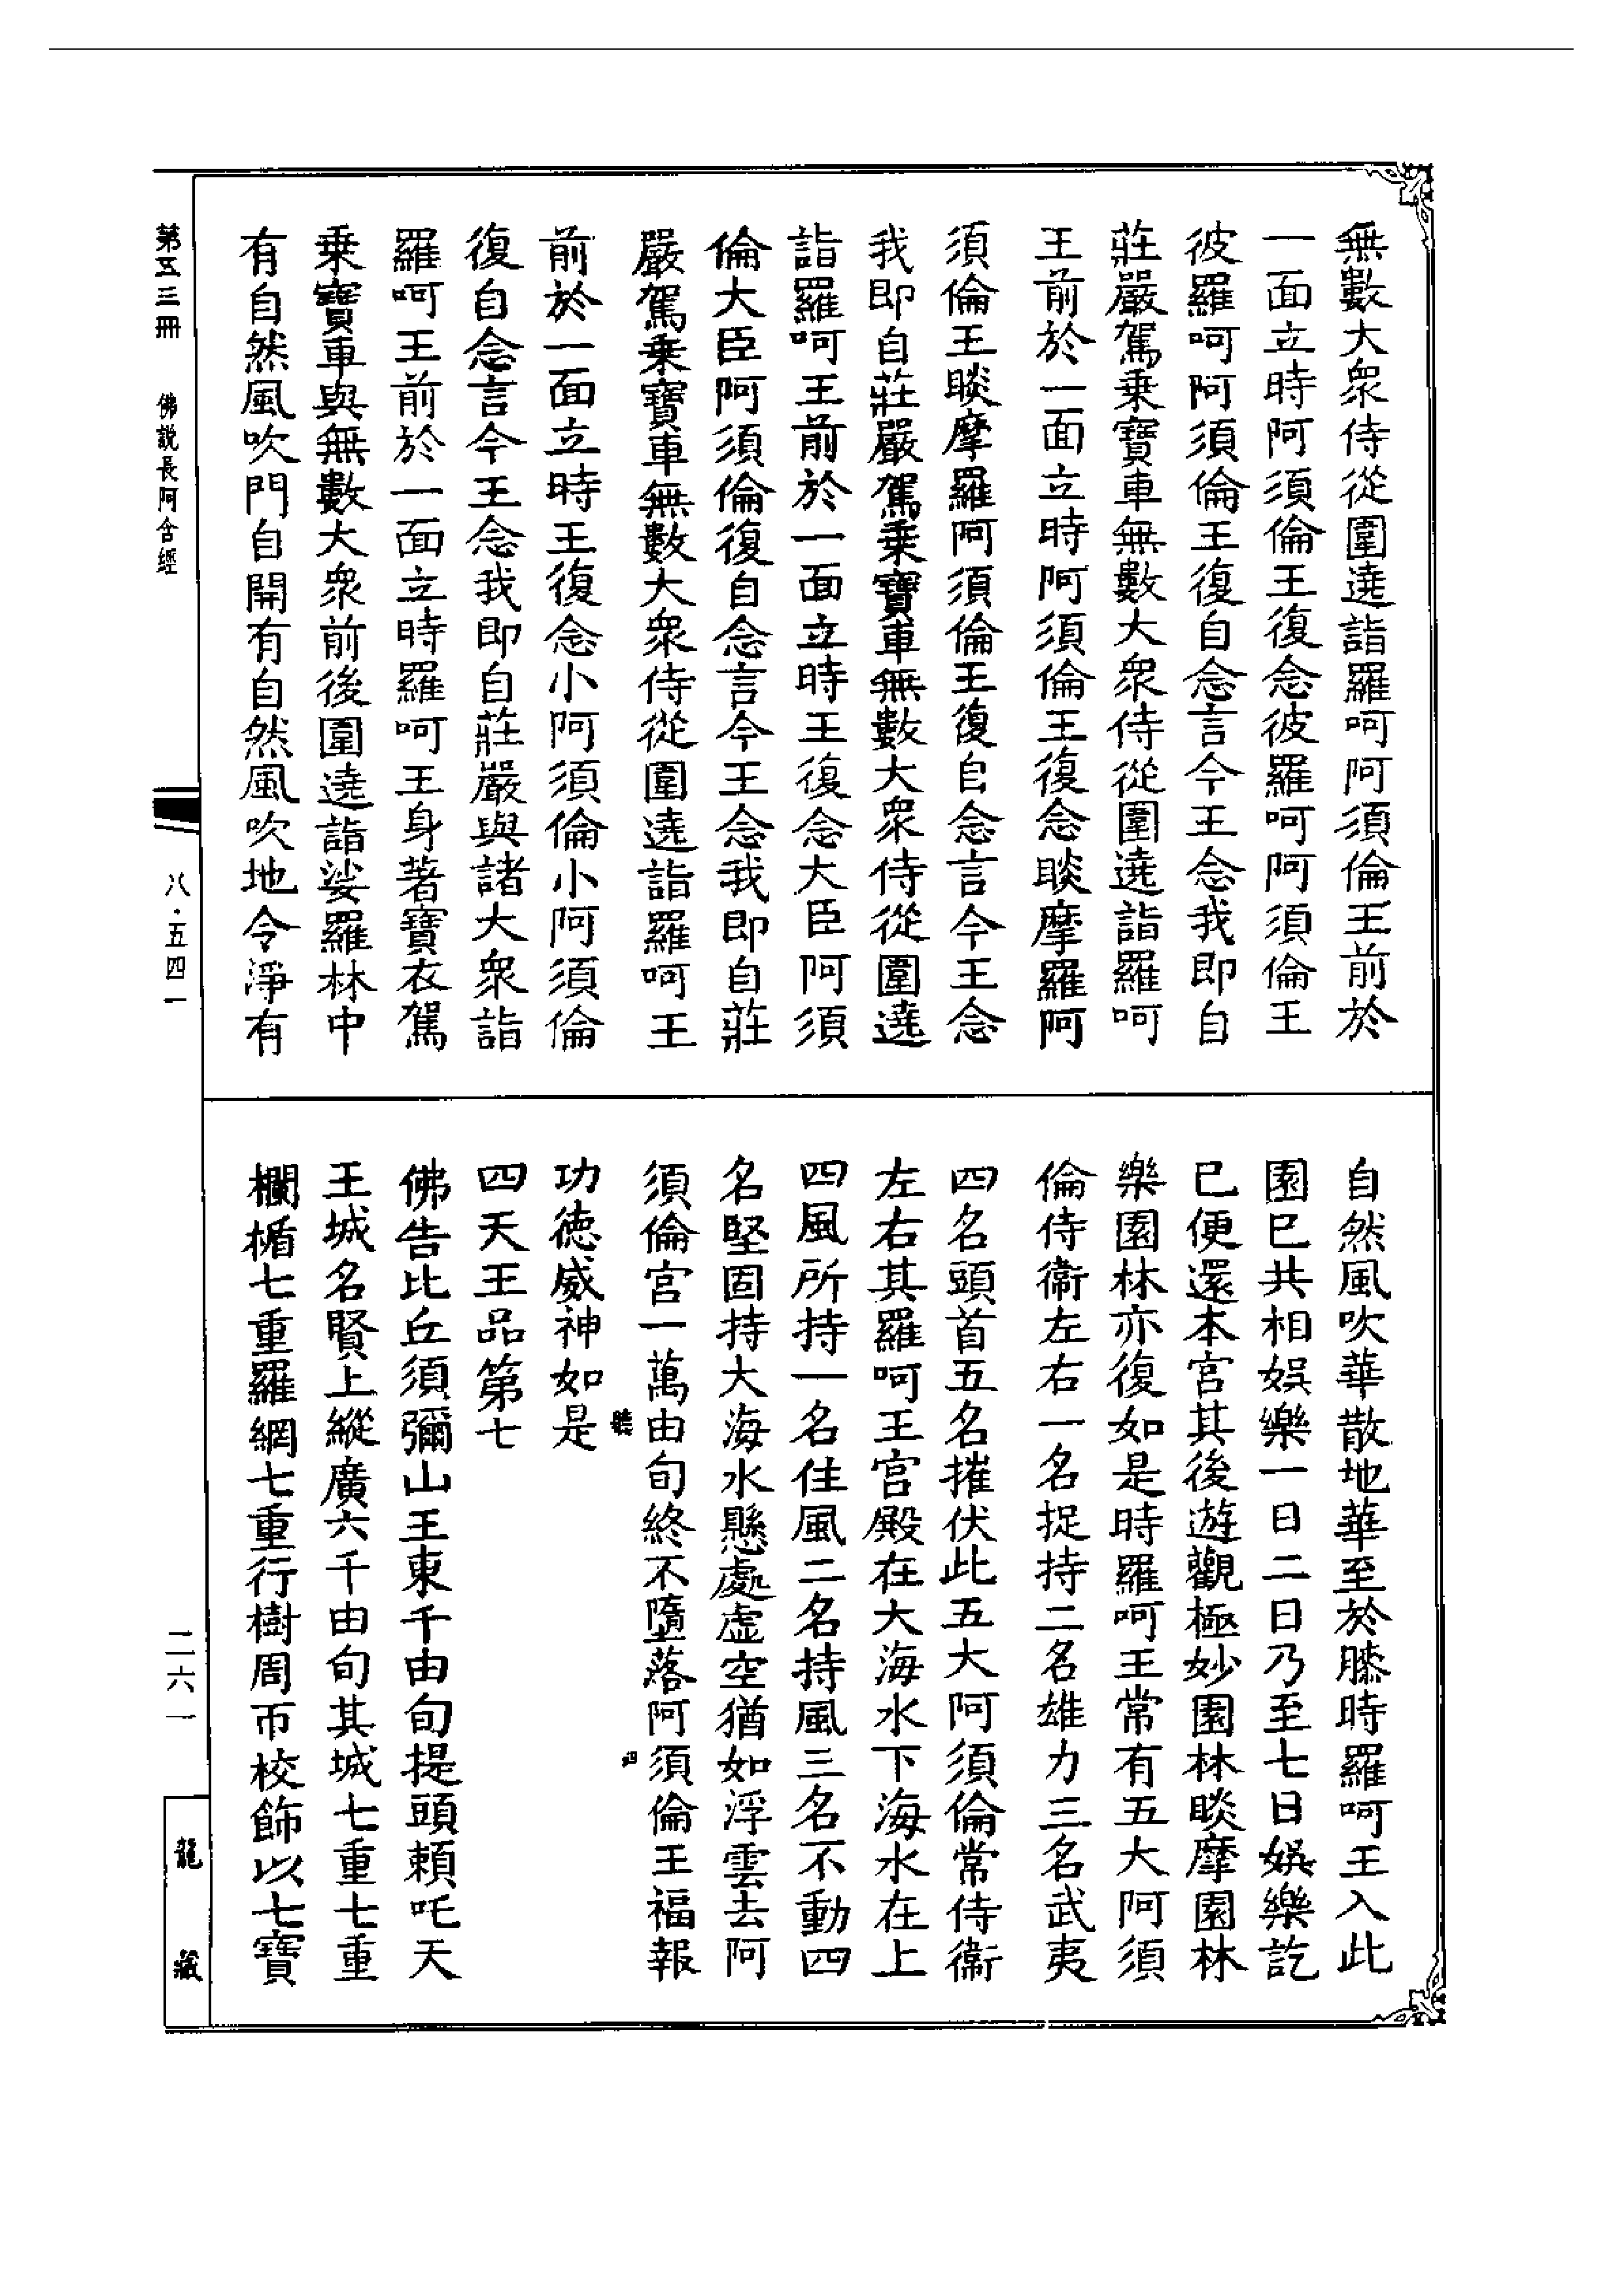 無數大衆侍從圍遶詣羅呵阿須倫王前於
一面立時阿須倫王復念彼羅呵阿須倫王
彼羅呵阿須倫王復自念言今王念我即自
莊嚴駕乗寶車無數大衆侍從圍遶詣羅呵
王前於一面立時阿須倫王復念睒摩羅阿
須倫王睒摩羅阿須倫王復自念言今王念
我即自莊嚴駕乗寶車無數大衆侍從圍遶
詣羅呵王前於一面立時王復念大臣阿須
倫大臣阿須倫復自念言今王念我即自莊
嚴駕乗寶車無數大衆侍從圍遶詣羅呵王
前於一面立時王復念小阿須倫小阿須倫
復自念言今王念我即自莊嚴與諸大衆詣
羅呵王前於一面立時羅呵王身著寶衣駕
乗寶車與無數大衆前後圍遶詣娑羅林中
有自然風吹門自開有自然風吹地令淨有
自然風吹華散地華至於膝時羅呵王入此
園已共相娛樂一日二日乃至七日娛樂訖
已便還本宮其後遊觀極妙園林睒摩園林
樂園林亦復如是時羅呵王常有五大阿須
倫侍衞左右一名捉持二名雄力三名武夷
四名頭首五名摧伏此五大阿須倫常侍衞
左右其羅呵王宮殿在大海水下海水在上
四風所持一名住風二名持風三名不動四
名堅固持大海水懸處虛空猶如浮雲去阿
須倫宮一萬由旬終不墮落阿須倫王福報
功德威神如是
四天王品第七
佛告比丘須彌山王東千由旬提頭賴吒天
王城名賢上縱廣六千由旬其城七重七重
欄楯七重羅網七重行樹周帀校飾以七寶
第五三冊 佛説長阿含經
八·五四一
二六一
龍藏
聽
四